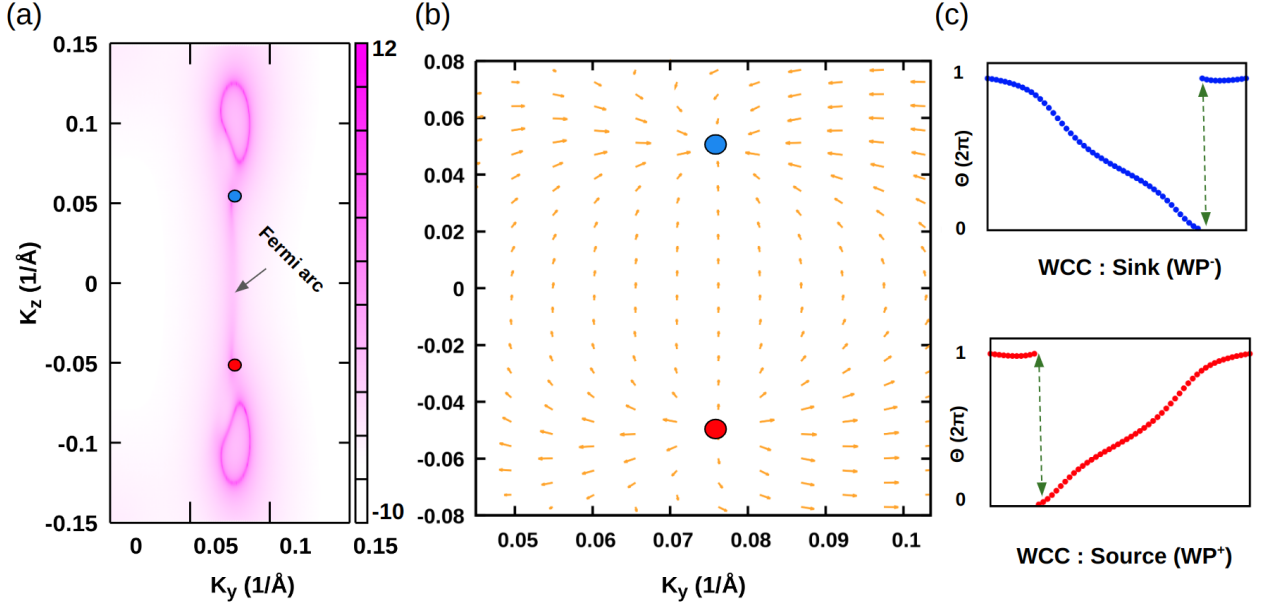 (a)
0.15
0.1
0.05
0
-0.05
-0.1
-0.15
K_z (1/Å)
0
0.05
0.1
0.15
K_y (1/Å)
12
-10
Fermi arc
(b)
0.08
0.06
0.04
0.02
0
-0.02
-0.04
-0.06
-0.08
0.05
0.06
0.07
0.08
0.09
0.1
K_y (1/Å)
(c)
1
0
Θ (2π)
WCC : Sink (WP⁻)
1
0
Θ (2π)
WCC : Source (WP⁺)